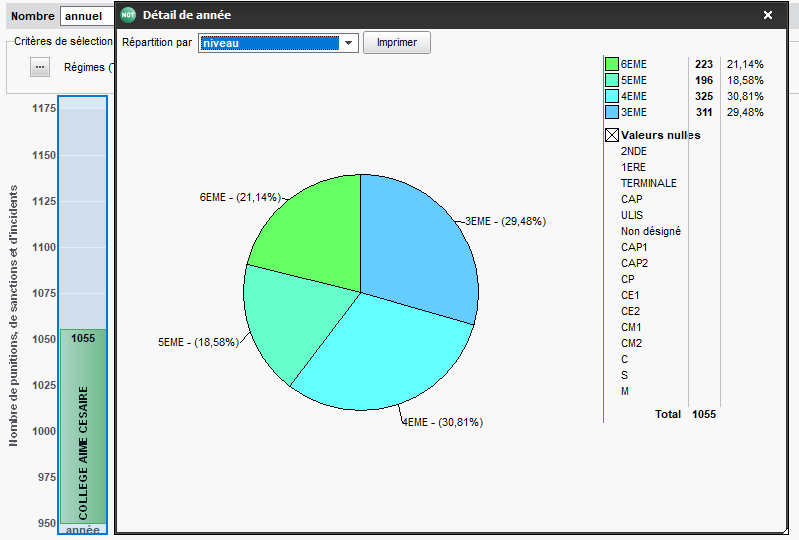 Nombre annuel
Critères de sélection
... Régimes (
NOT Détail de année
Répartition par niveau Imprimer
6EME 223 21,14%
5EME 196 18,58%
4EME 325 30,81%
3EME 311 29,48%
Valeurs nulles
2NDE
1ERE
TERMINALE
CAP
ULIS
Non désigné
CAP1
CAP2
CP
CE1
CE2
CM1
CM2
C
S
M
Total 1055
6EME - (21,14%)
3EME - (29,48%)
5EME - (18,58%)
4EME - (30,81%)
Nombre de punitions, de sanctions et d'incidents
1175
1150
1125
1100
1075
1050
1025
1000
975
950
1055
COLLEGE AIME CESAIRE
année